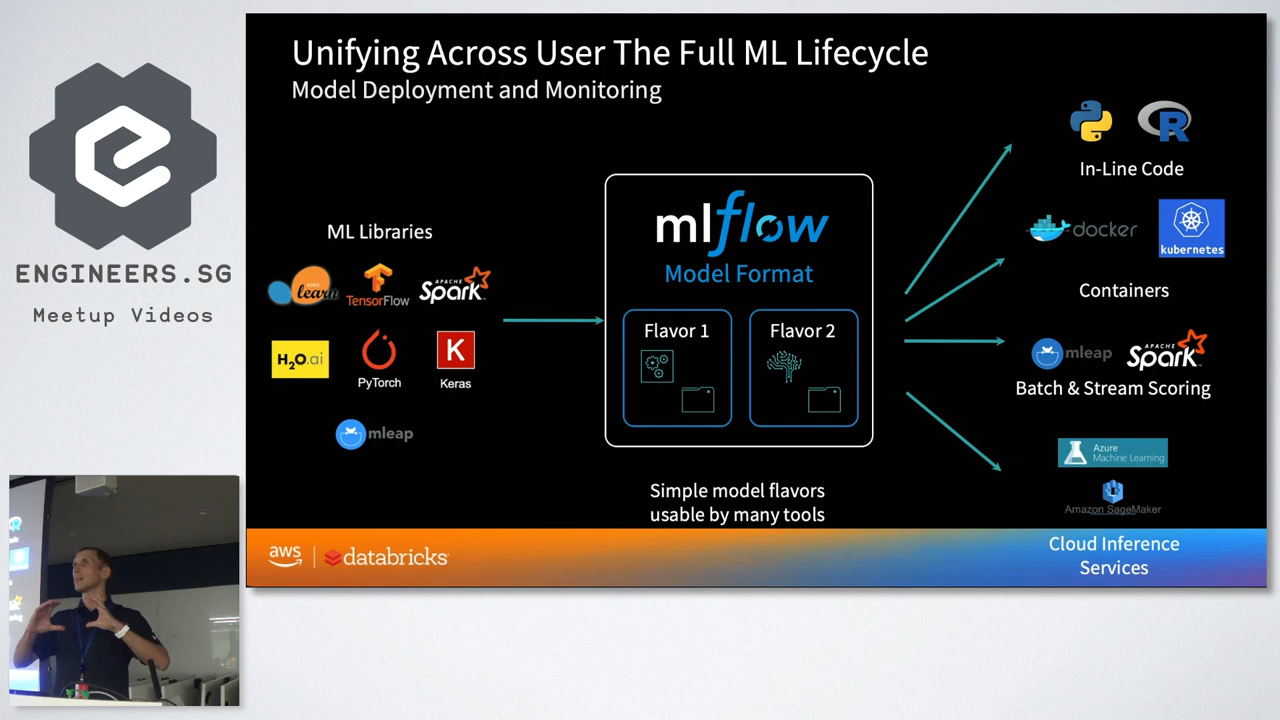 ENGINEERS.SG
Meetup Videos
Unifying Across User The Full ML Lifecycle
Model Deployment and Monitoring
ML Libraries
learn
TensorFlow
APACHE
Spark
H2O.ai
PyTorch
K
Keras
mleap
mlflow
Model Format
Flavor 1
Flavor 2
Simple model flavors
usable by many tools
R
In-Line Code
docker
kubernetes
Containers
mleap
APACHE
Spark
Batch & Stream Scoring
Azure
Machine Learning
Amazon SageMaker
Cloud Inference
Services
aws
databricks